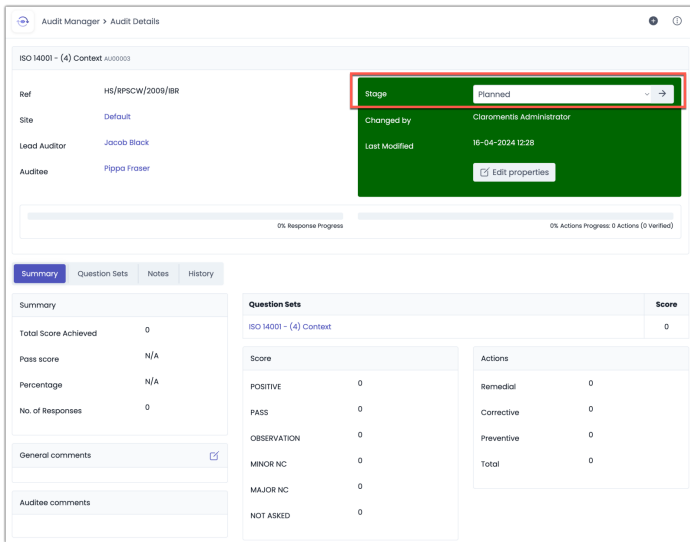 Audit Manager > Audit Details
ISO 14001 - (4) Context AU00003
Ref HS/RPSCW/2009/IBR
Site Default
Lead Auditor Jacob Black
Auditee Pippa Fraser
Stage Planned
Changed by Claromentis Administrator
Last Modified 16-04-2024 12:28
Edit properties
0% Response Progress
0% Actions Progress: 0 Actions (0 Verified)
Summary Question Sets Notes History
Summary
Total Score Achieved 0
Pass score N/A
Percentage N/A
No. of Responses 0
General comments
Auditee comments
Question Sets Score
ISO 14001 - (4) Context 0
Score
POSITIVE 0
PASS 0
OBSERVATION 0
MINOR NC 0
MAJOR NC 0
NOT ASKED 0
Actions
Remedial 0
Corrective 0
Preventive 0
Total 0